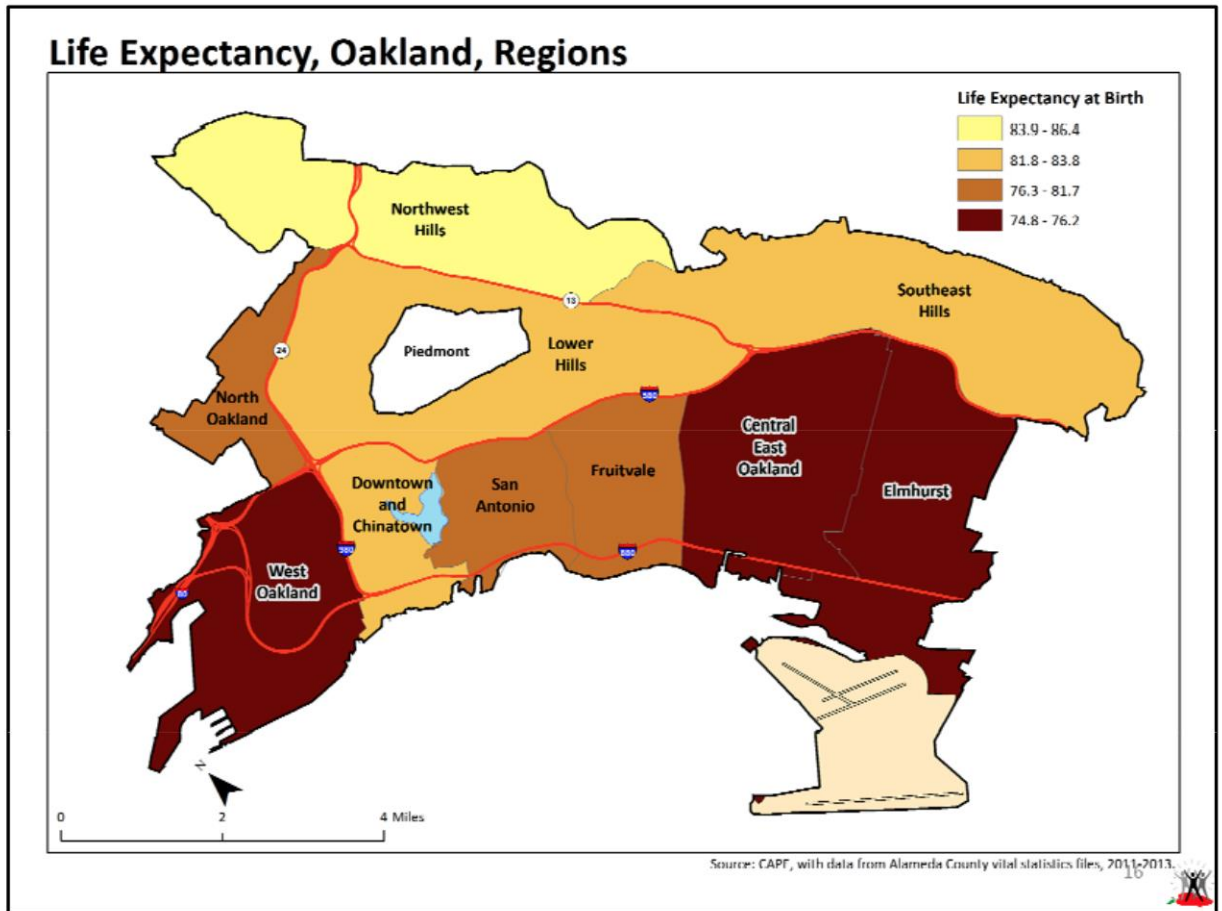 Life Expectancy, Oakland, Regions
Life Expectancy at Birth
83.9 - 86.4
81.8 - 83.8
76.3 - 81.7
74.8 - 76.2
Northwest
Hills
Southeast
Hills
13
24
Piedmont
Lower
Hills
580
North
Oakland
Central
East
Oakland
Fruitvale
Elmhurst
Downtown
and
Chinatown
San
Antonio
580
880
West
Oakland
80
N
0
2
4 Miles
Source: CAPE, with data from Alameda County vital statistics files, 2011-2013.
16